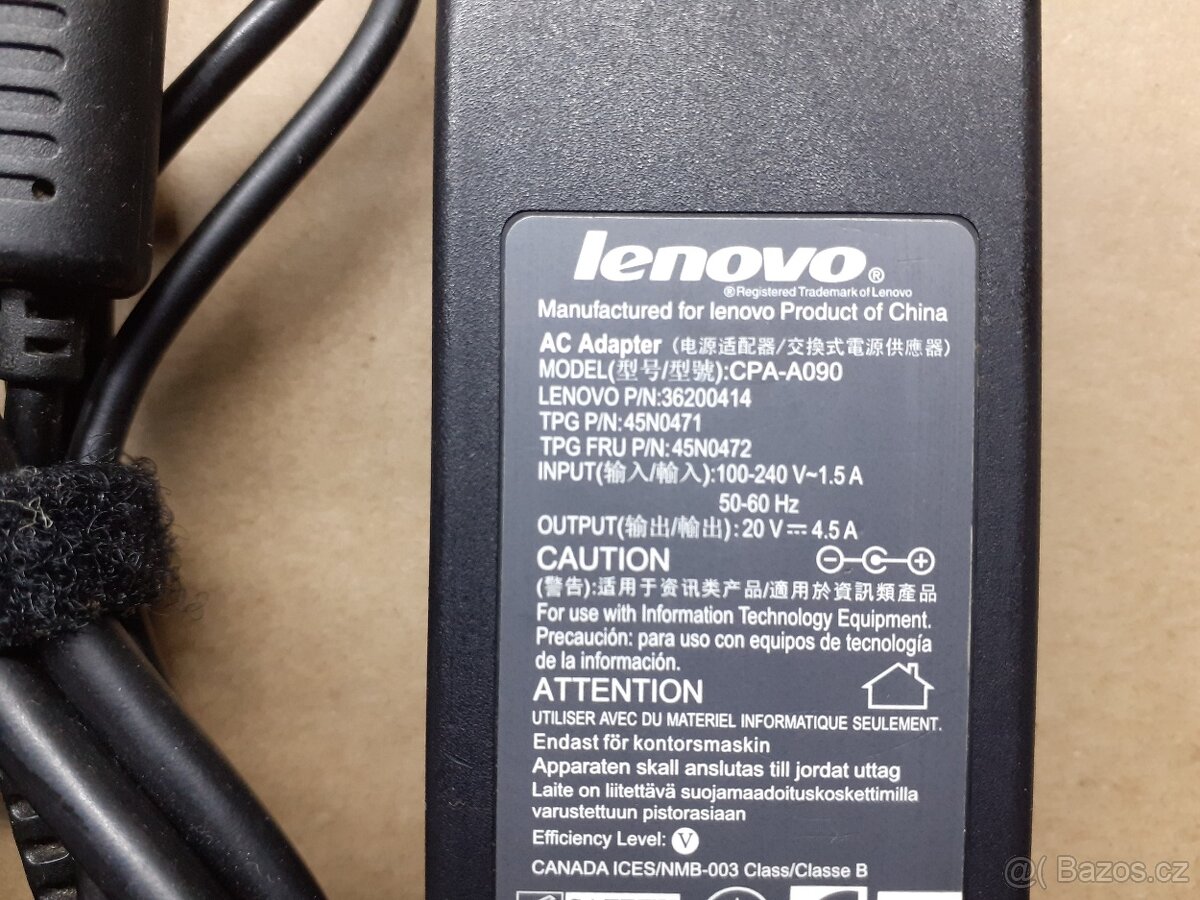 lenovo®
® Registered Trademark of Lenovo
Manufactured for lenovo Product of China
AC Adapter (电源适配器/交換式電源供應器)
MODEL(型号/型號):CPA-A090
LENOVO P/N:36200414
TPG P/N:45N0471
TPG FRU P/N:45N0472
INPUT(输入/輸入):100-240 V~1.5 A
50-60 Hz
OUTPUT(输出/輸出):20 V⎓4.5 A
CAUTION
(警告):适用于资讯类产品/適用於資訊類產品
For use with Information Technology Equipment.
Precaución: para uso con equipos de tecnología
de la información.
ATTENTION
UTILISER AVEC DU MATERIEL INFORMATIQUE SEULEMENT.
Endast för kontorsmaskin
Apparaten skall anslutas till jordat uttag
Laite on liitettävä suojamaadoituskoskettimilla
varustettuun pistorasiaan
Efficiency Level: V
CANADA ICES/NMB-003 Class/Classe B
@( Bazos.cz